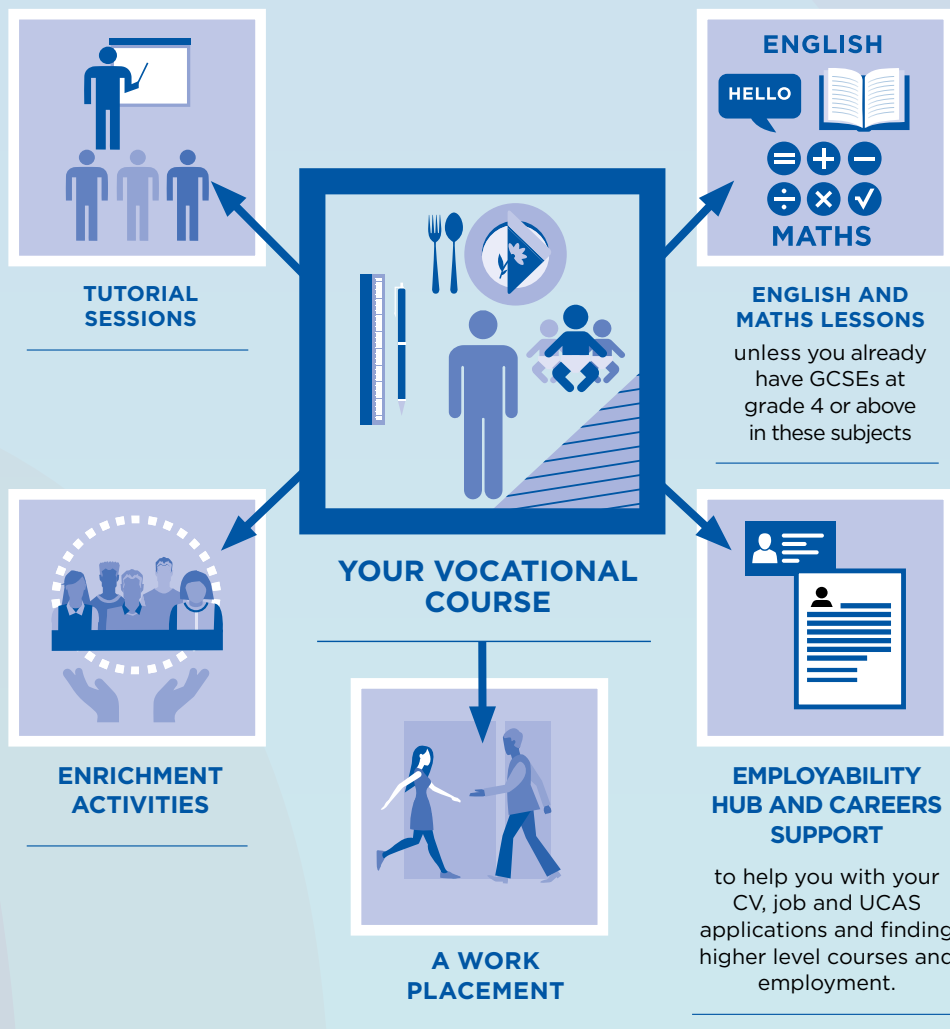 TUTORIAL
SESSIONS
ENGLISH
HELLO
MATHS
ENGLISH AND
MATHS LESSONS
unless you already
have GCSEs at
grade 4 or above
in these subjects
YOUR VOCATIONAL
COURSE
ENRICHMENT
ACTIVITIES
A WORK
PLACEMENT
EMPLOYABILITY
HUB AND CAREERS
SUPPORT
to help you with your
CV, job and UCAS
applications and finding
higher level courses and
employment.